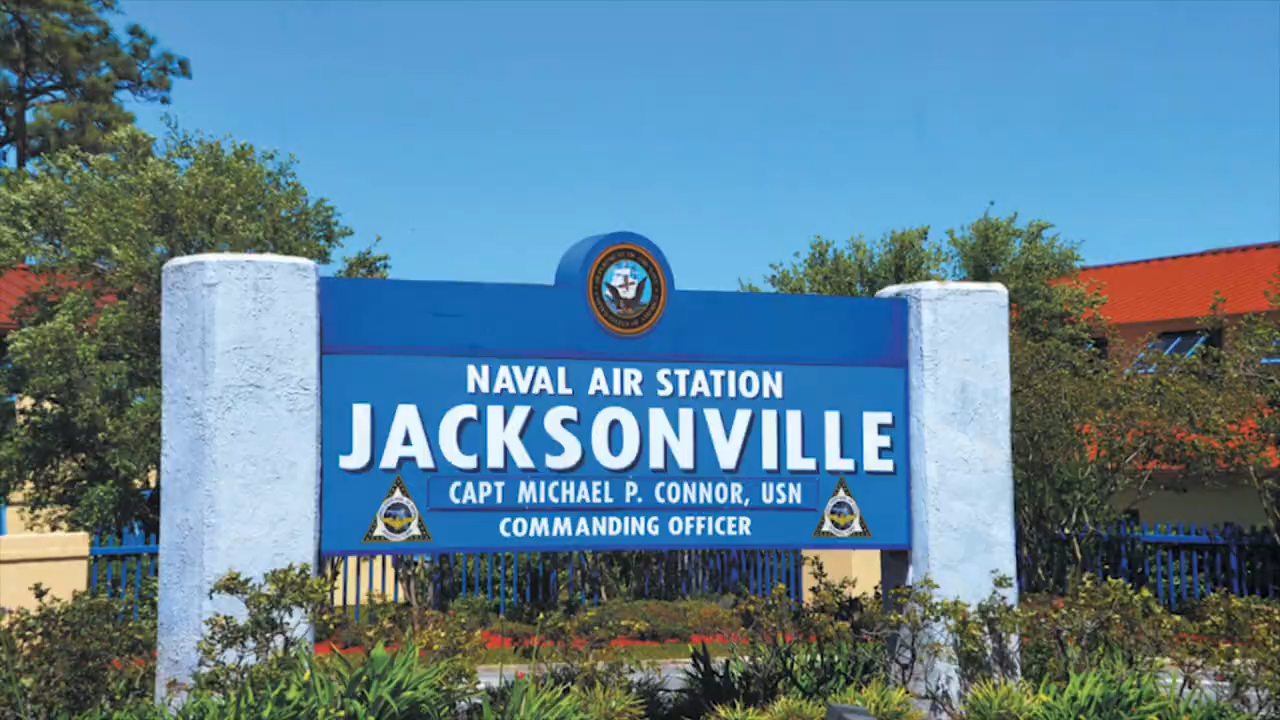 NAVAL AIR STATION
JACKSONVILLE
CAPT MICHAEL P. CONNOR, USN
COMMANDING OFFICER